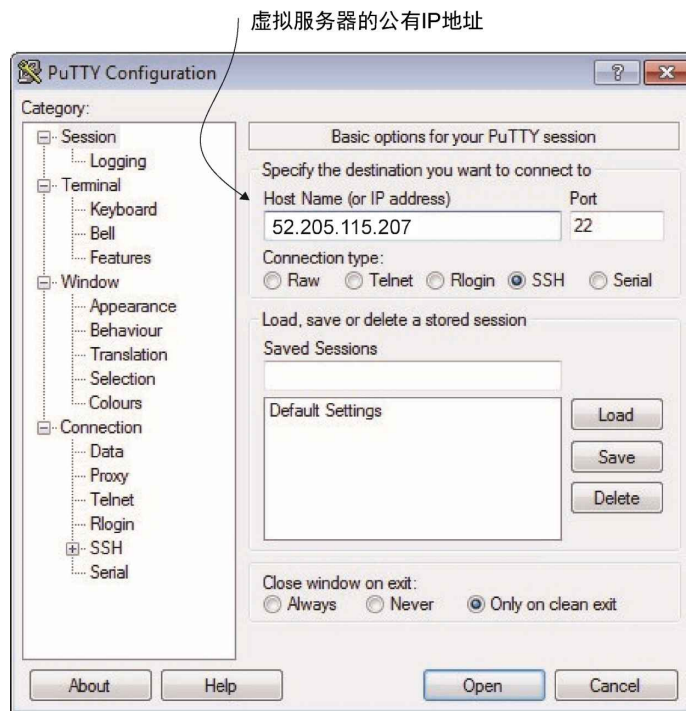 虚拟服务器的公有IP地址
PuTTY Configuration
Category:
Session
Logging
Terminal
Keyboard
Bell
Features
Window
Appearance
Behaviour
Translation
Selection
Colours
Connection
Data
Proxy
Telnet
Rlogin
SSH
Serial
Basic options for your PuTTY session
Specify the destination you want to connect to
Host Name (or IP address) Port
52.205.115.207 22
Connection type:
Raw Telnet Rlogin SSH Serial
Load, save or delete a stored session
Saved Sessions
Default Settings
Load
Save
Delete
Close window on exit:
Always Never Only on clean exit
About Help Open Cancel